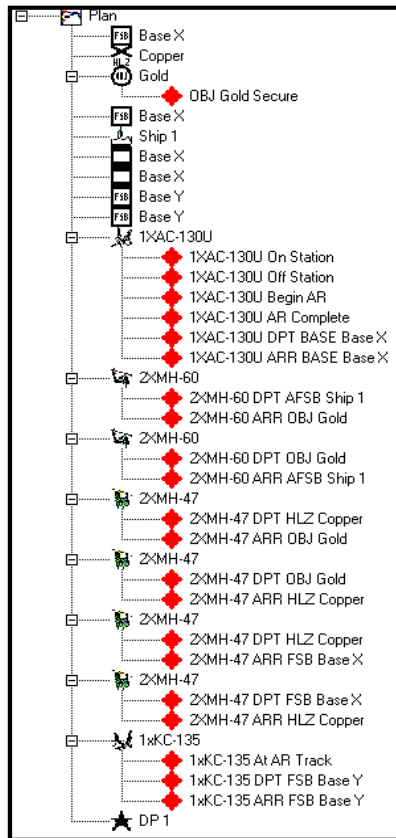 Plan
FSB Base X
HLZ Copper
OBJ Gold
OBJ Gold Secure
FSB Base X
Ship 1
Base X
Base X
FSB Base Y
FSB Base Y
1XAC-130U
1XAC-130U On Station
1XAC-130U Off Station
1XAC-130U Begin AR
1XAC-130U AR Complete
1XAC-130U DPT BASE Base X
1XAC-130U ARR BASE Base X
2XMH-60
2XMH-60 DPT AFSB Ship 1
2XMH-60 ARR OBJ Gold
2XMH-60
2XMH-60 DPT OBJ Gold
2XMH-60 ARR AFSB Ship 1
2XMH-47
2XMH-47 DPT HLZ Copper
2XMH-47 ARR OBJ Gold
2XMH-47
2XMH-47 DPT OBJ Gold
2XMH-47 ARR HLZ Copper
2XMH-47
2XMH-47 DPT HLZ Copper
2XMH-47 ARR FSB Base X
2XMH-47
2XMH-47 DPT FSB Base X
2XMH-47 ARR HLZ Copper
1xKC-135
1xKC-135 At AR Track
1xKC-135 DPT FSB Base Y
1xKC-135 ARR FSB Base Y
DP 1